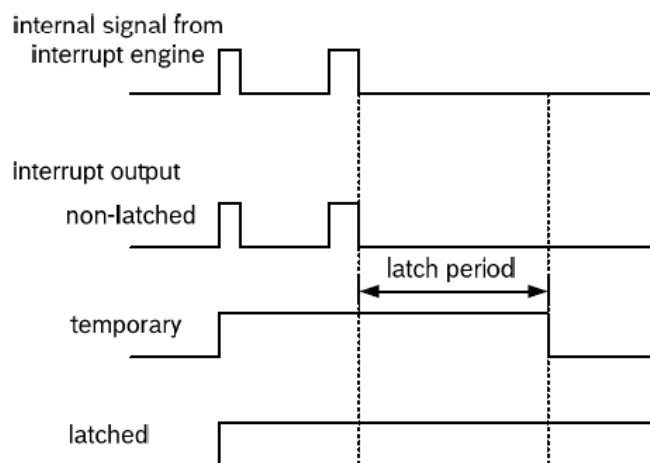 internal signal from
interrupt engine
interrupt output
non-latched
latch period
temporary
latched